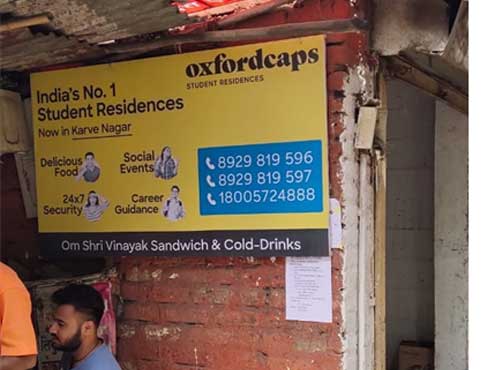 oxfordcaps
STUDENT RESIDENCES
India's No. 1
Student Residences
Now in Karve Nagar
Delicious
Food
Social
Events
24x7
Security
Career
Guidance
8929 819 596
8929 819 597
18005724888
Om Shri Vinayak Sandwich & Cold-Drinks